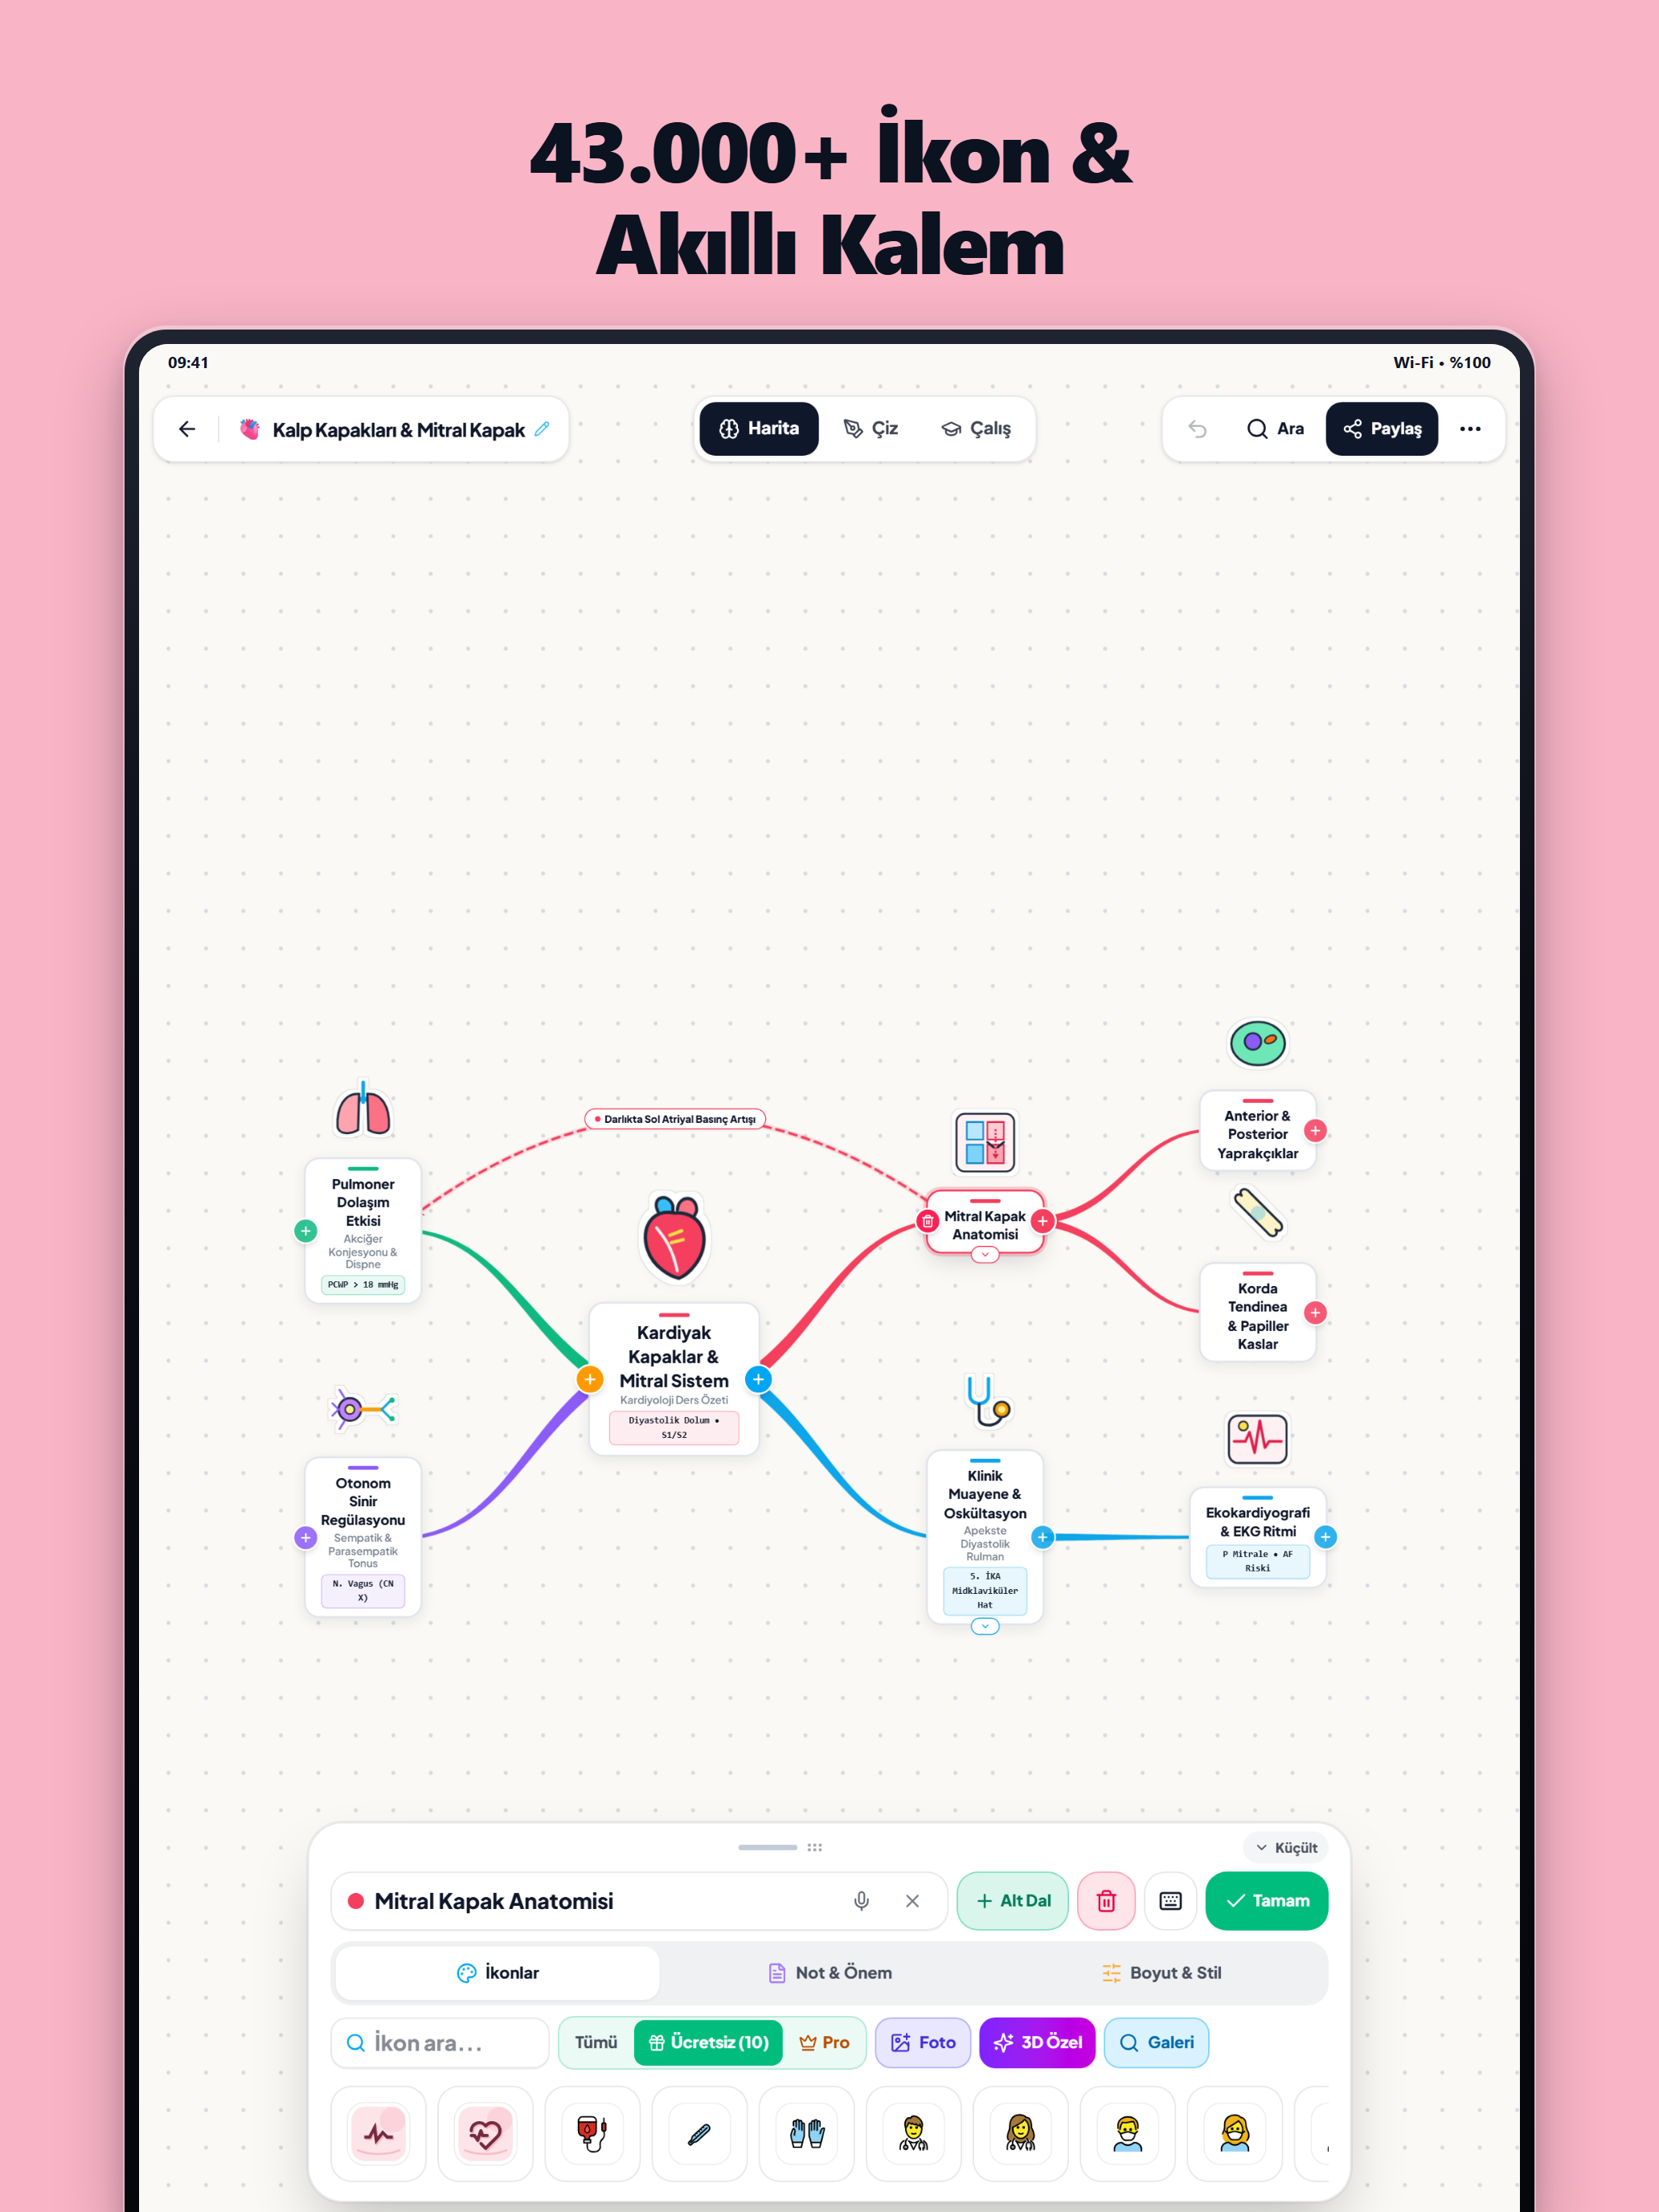 43.000+ İkon &
Akıllı Kalem
09:41
Wi-Fi • %100
Kalp Kapakları & Mitral Kapak
Harita
Çiz
Çalış
Ara
Paylaş
Darlıkta Sol Atriyal Basınç Artışı
Pulmoner
Dolaşım
Etkisi
Akciğer
Konjesyonu &
Dispne
PCWP > 18 mmHg
Kardiyak
Kapaklar &
Mitral Sistem
Kardiyoloji Ders Özeti
Diyastolik Dolum •
S1/S2
Mitral Kapak
Anatomisi
Anterior &
Posterior
Yaprakçıklar
Korda
Tendinea
& Papiller
Kaslar
Otonom
Sinir
Regülasyonu
Sempatik &
Parasempatik
Tonus
N. Vagus (CN
X)
Klinik
Muayene &
Oskültasyon
Apekste
Diyastolik
Rulman
5. İKA
Midklaviküler
Hat
Ekokardiyografi
& EKG Ritmi
P Mitrale • AF
Riski
Küçült
Mitral Kapak Anatomisi
Alt Dal
Tamam
İkonlar
Not & Önem
Boyut & Stil
İkon ara...
Tümü
Ücretsiz (10)
Pro
Foto
3D Özel
Galeri